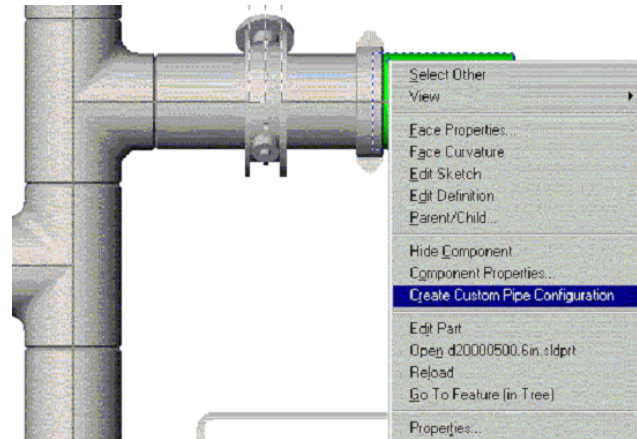 Select Other
View
Face Properties...
Face Curvature
Edit Sketch
Edit Definition
Parent/Child...
Hide Component
Component Properties...
Create Custom Pipe Configuration
Edit Part
Open d20000500.6in.sldprt
Reload
Go To Feature (in Tree)
Properties...